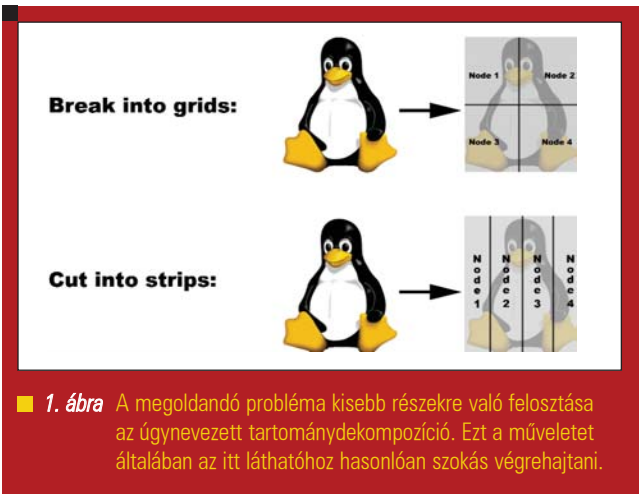 Break into grids:
Node 1
Node 2
Node 3
Node 4
Cut into strips:
Node 1
Node 2
Node 3
Node 4
1. ábra A megoldandó probléma kisebb részekre való felosztása
az úgynevezett tartománydekompozíció. Ezt a műveletet
általában az itt láthatóhoz hasonlóan szokás végrehajtani.